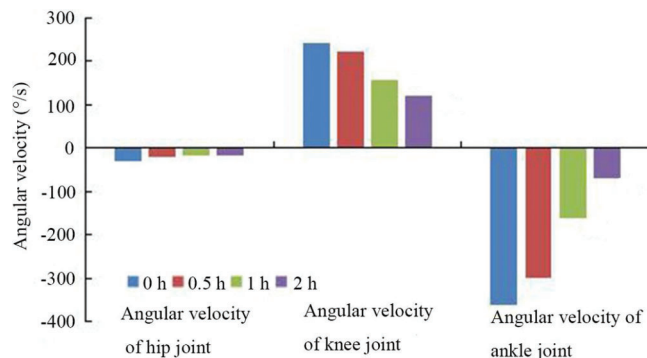 Angular velocity (°/s)
300
200
100
0
-100
-200
-300
-400
0 h 0.5 h 1 h 2 h
Angular velocity
of hip joint
Angular velocity
of knee joint
Angular velocity of
ankle joint